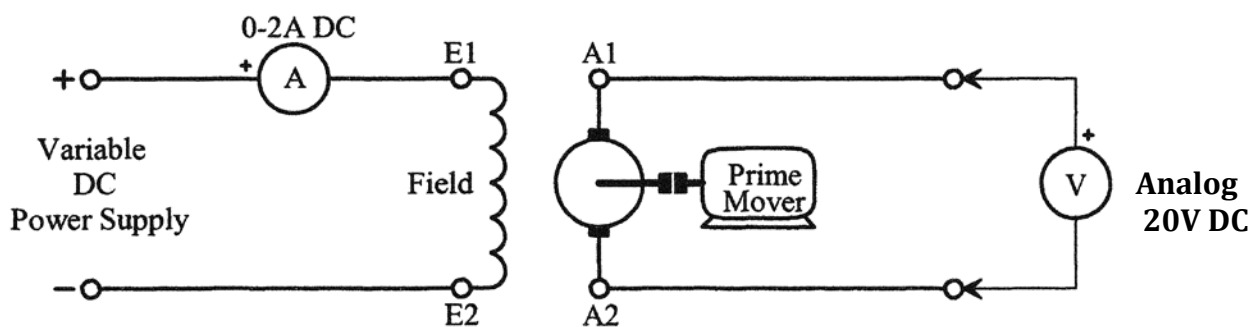 0-2A DC
E1
A1
+
+
A
+
Variable
DC
Power Supply
Field
Prime
Mover
V
Analog
20V DC
−
E2
A2